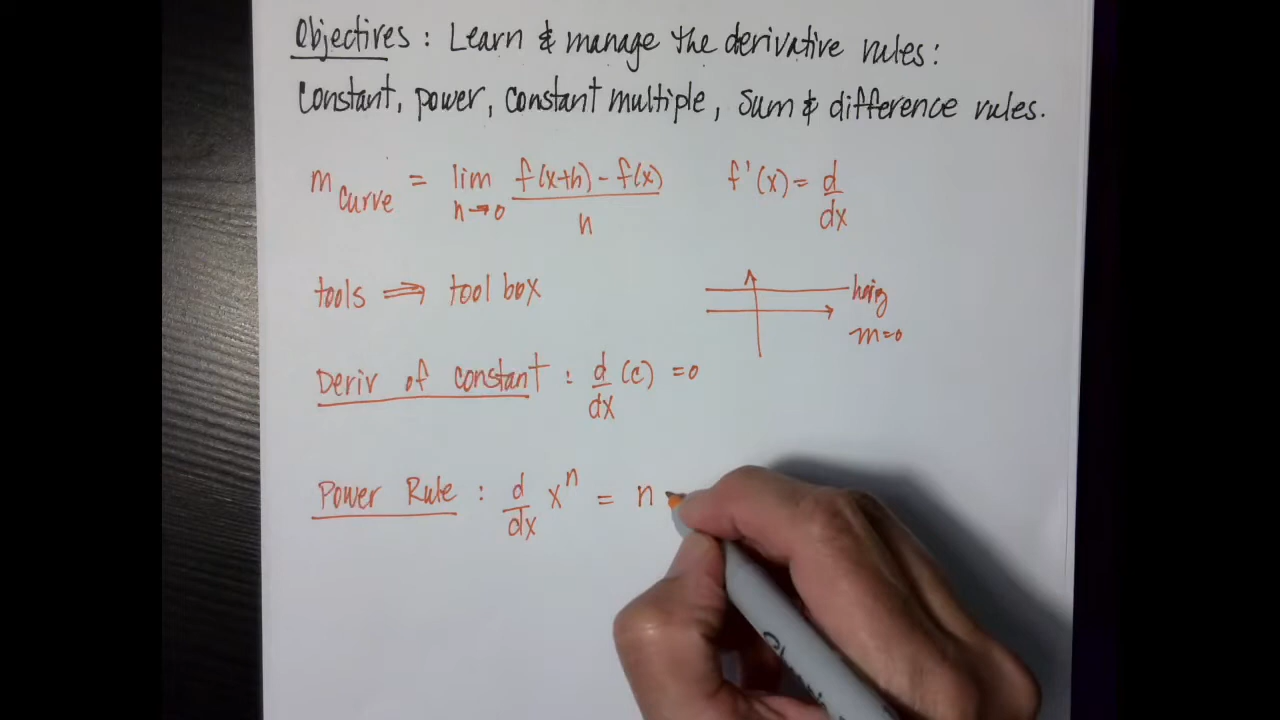 Objectives : Learn & manage the derivative rules :
Constant, power, constant multiple, sum & difference rules.
m curve = lim h→0 f(x+h) - f(x) / h f'(x) = d/dx
tools ⇒ tool box
horiz
m=0
Deriv of constant : d/dx (c) = 0
Power Rule : d/dx xⁿ = n